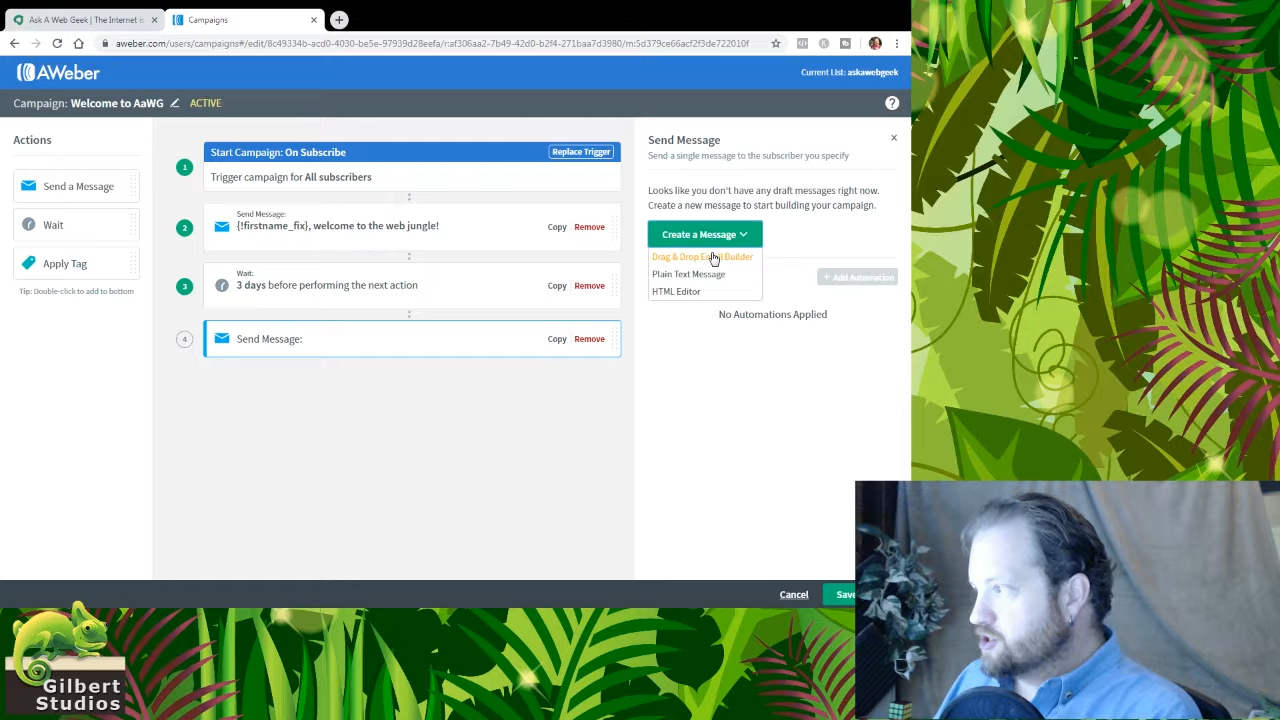 Ask A Web Geek | The Internet is
Campaigns
aweber.com/users/campaigns#/edit/8c49334b-acd0-4030-be5e-97939d28eefa/naf306aa2-7b49-42d0-b2f4-271baa7d3980/m:5d379ce66acf2f3de722010f
AWeber
Current List: askawebgeek
Campaign: Welcome to AaWG
ACTIVE
?
Actions
Send a Message
Wait
Apply Tag
Tip: Double-click to add to bottom
1
Start Campaign: On Subscribe
Replace Trigger
Trigger campaign for All subscribers
2
Send Message:
{!firstname_fix}, welcome to the web jungle!
Copy Remove
3
Wait:
3 days before performing the next action
Copy Remove
4
Send Message:
Copy Remove
Send Message
Send a single message to the subscriber you specify
Looks like you don't have any draft messages right now.
Create a new message to start building your campaign.
Create a Message
Drag & Drop Email Builder
Plain Text Message
HTML Editor
+ Add Automation
No Automations Applied
Cancel
Save
Gilbert
Studios